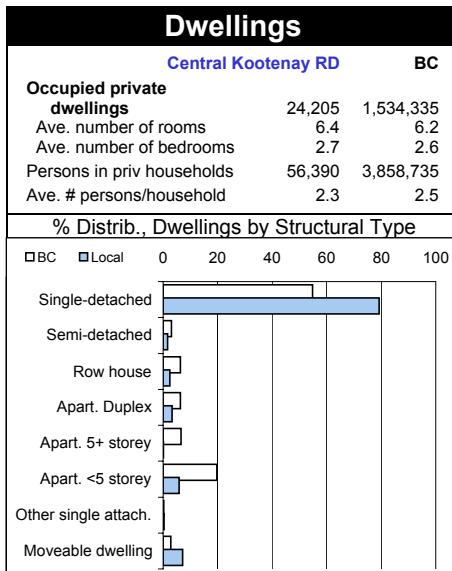 Dwellings
Central Kootenay RD BC
Occupied private
dwellings 24,205 1,534,335
Ave. number of rooms 6.4 6.2
Ave. number of bedrooms 2.7 2.6
Persons in priv households 56,390 3,858,735
Ave. # persons/household 2.3 2.5
% Distrib., Dwellings by Structural Type
BC Local 0 20 40 60 80 100
Single-detached
Semi-detached
Row house
Apart. Duplex
Apart. 5+ storey
Apart. <5 storey
Other single attach.
Moveable dwelling